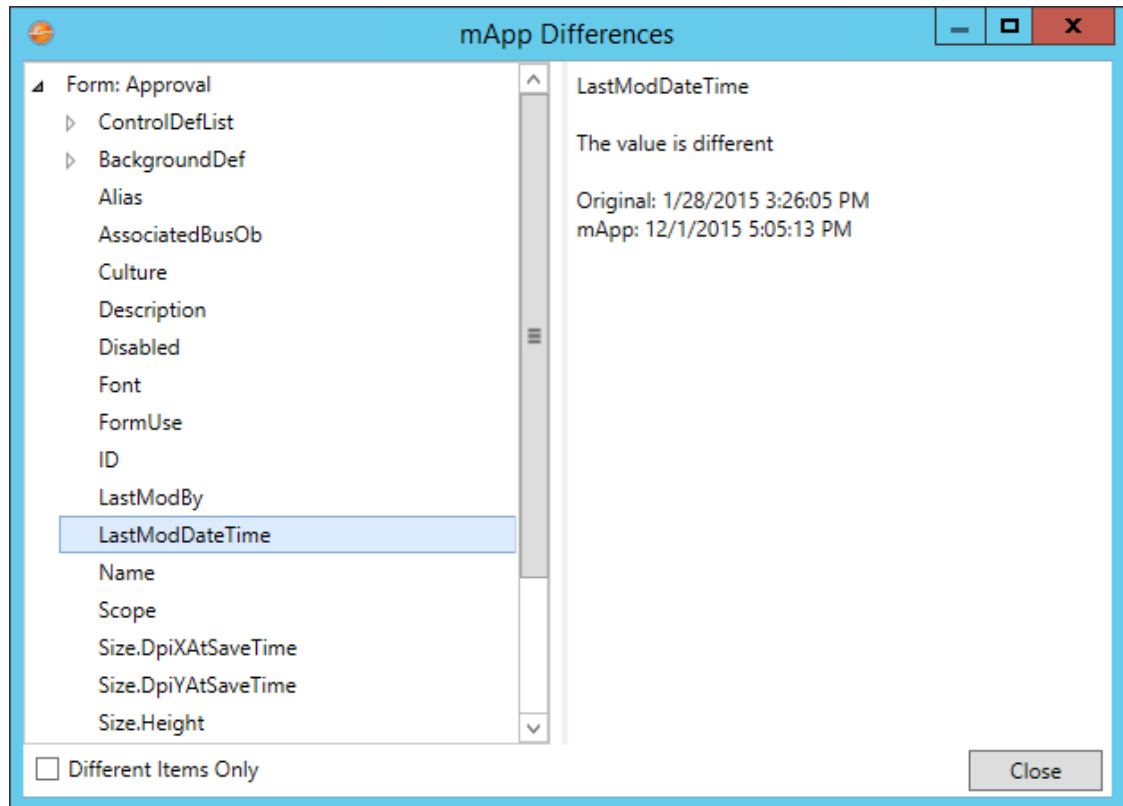 mApp Differences
Form: Approval
ControlDefList
BackgroundDef
Alias
AssociatedBusOb
Culture
Description
Disabled
Font
FormUse
ID
LastModBy
LastModDateTime
Name
Scope
Size.DpiXAtSaveTime
Size.DpiYAtSaveTime
Size.Height
LastModDateTime
The value is different
Original: 1/28/2015 3:26:05 PM
mApp: 12/1/2015 5:05:13 PM
Different Items Only
Close